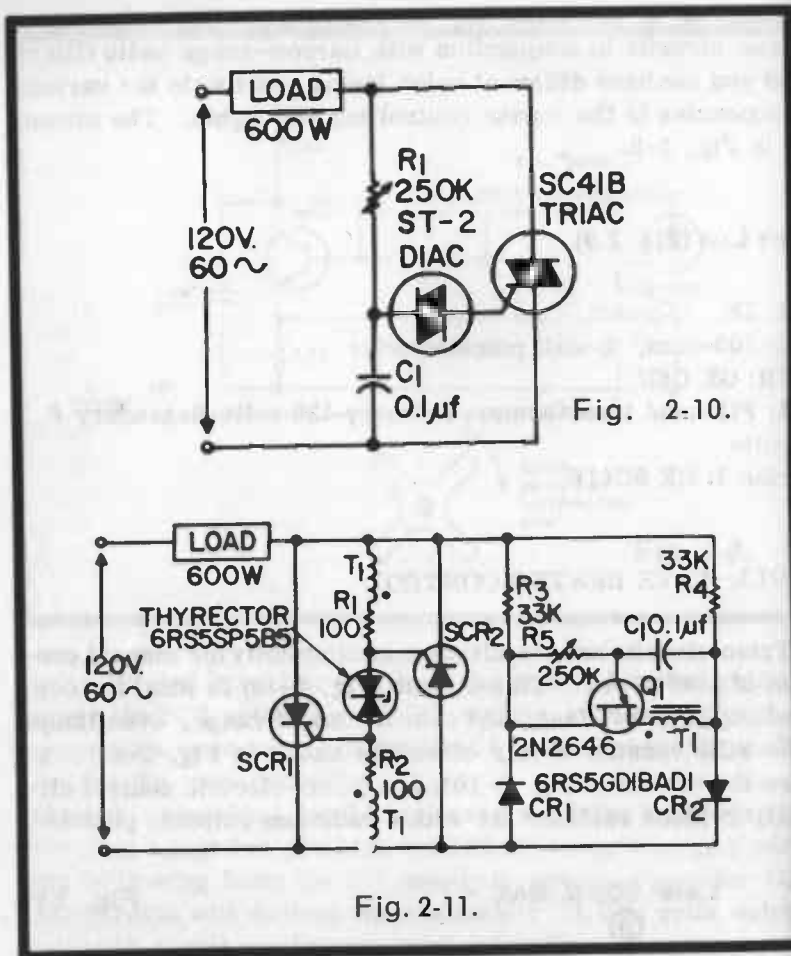 LOAD
600W
R1
250K
ST-2
DIAC
SC41B
TRIAC
120V.
60~
C1
0.1µf
Fig. 2-10.
LOAD
600W
T1
R1
100
THYRECTOR
6RS5SP5B5
SCR2
R3
33K
R5
250K
C1 0.1µf
33K
R4
120V.
60~
Q1
T1
2N2646
SCR1
R2
100
T1
6RS5GD1BAD1
CR1
CR2
Fig. 2-11.